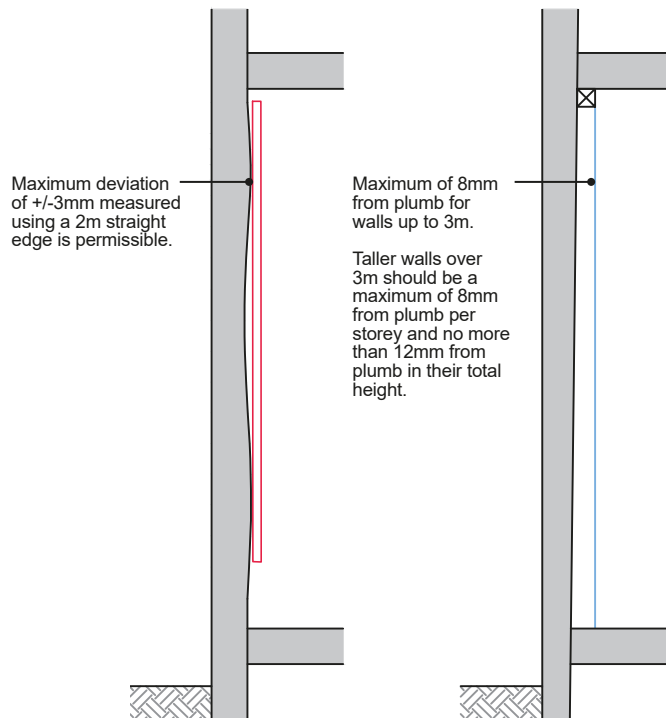 Maximum deviation
of +/-3mm measured
using a 2m straight
edge is permissible.
Maximum of 8mm
from plumb for
walls up to 3m.
Taller walls over
3m should be a
maximum of 8mm
from plumb per
storey and no more
than 12mm from
plumb in their total
height.